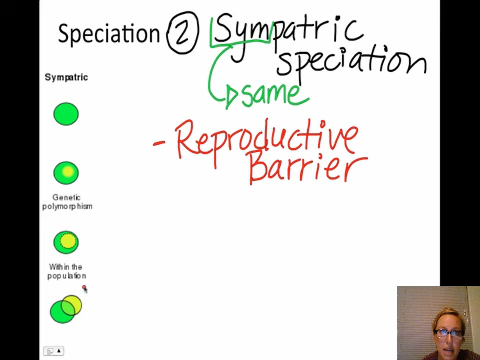 Speciation ② Sympatric
speciation
same
- Reproductive
Barrier
Sympatric
Genetic
polymorphism
Within the
population